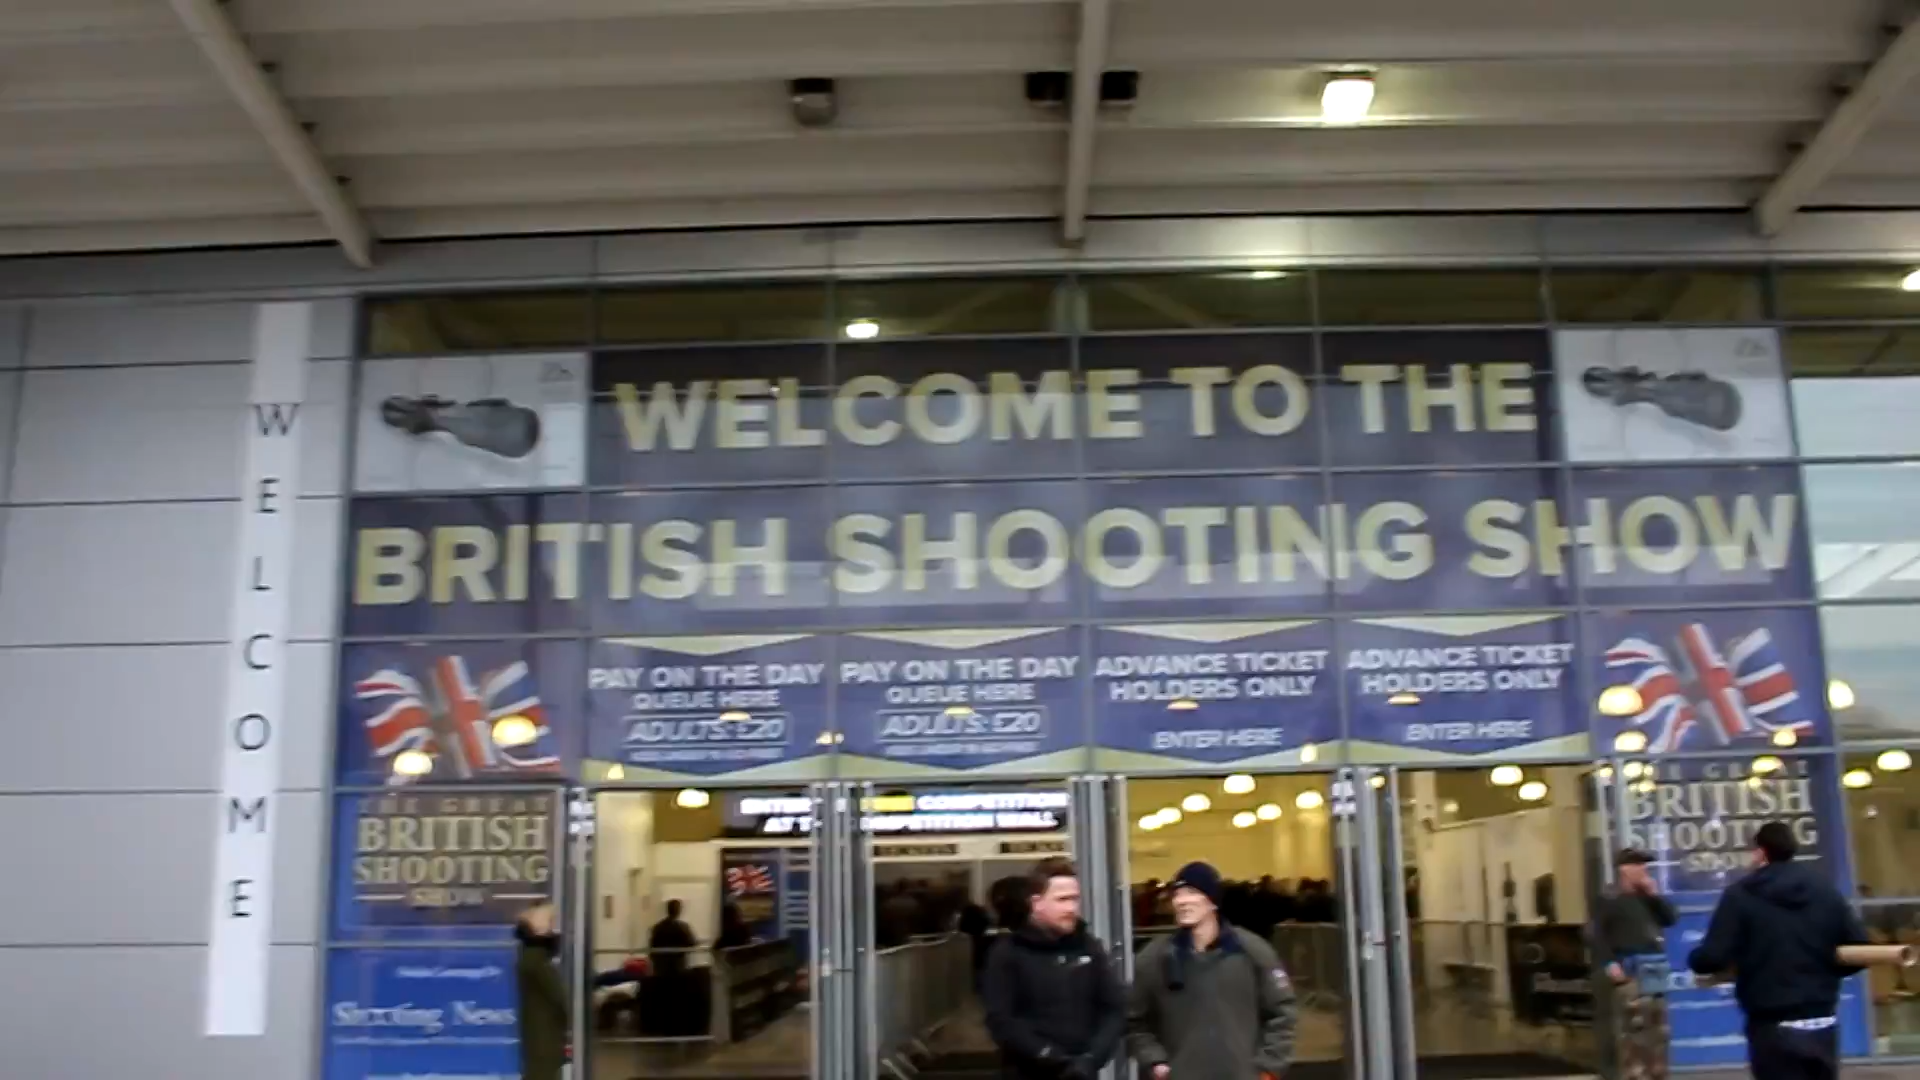 WELCOME
WELCOME TO THE
BRITISH SHOOTING SHOW
PAY ON THE DAY
QUEUE HERE
ADULTS: £20
PAY ON THE DAY
QUEUE HERE
ADULTS: £20
ADVANCE TICKET
HOLDERS ONLY
ENTER HERE
ADVANCE TICKET
HOLDERS ONLY
ENTER HERE
THE GREAT
BRITISH
SHOOTING
SHOW
THE GREAT
BRITISH
SHOOTING
SHOW
COMPETITION
Shooting News